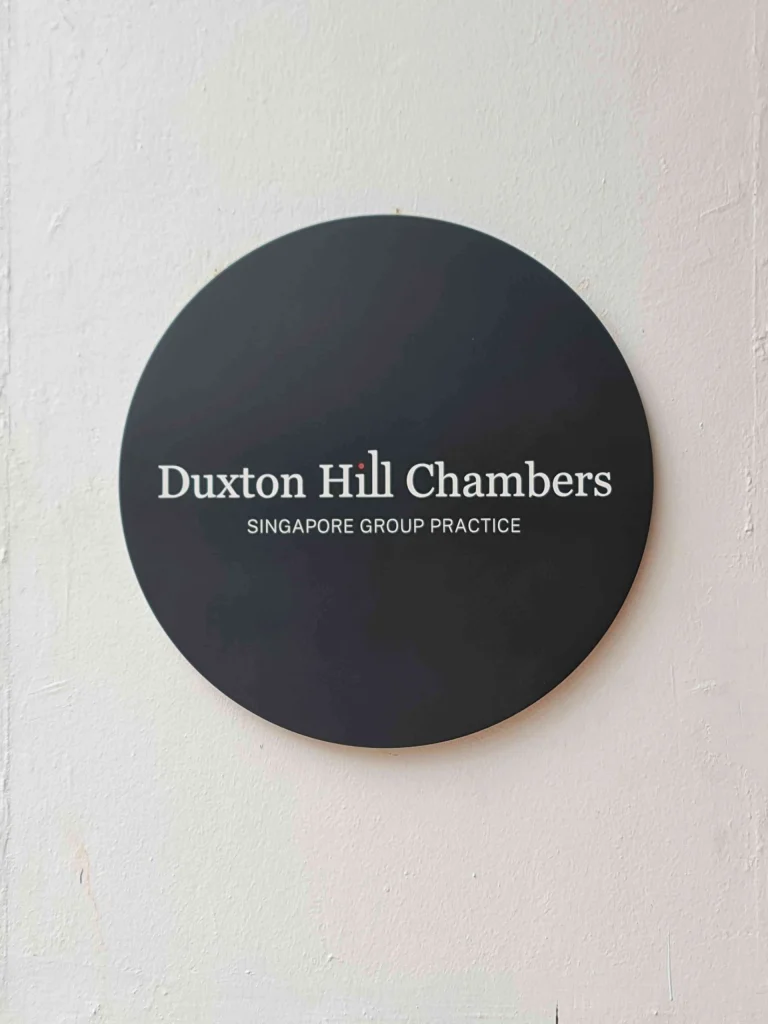 Duxton Hill Chambers
SINGAPORE GROUP PRACTICE